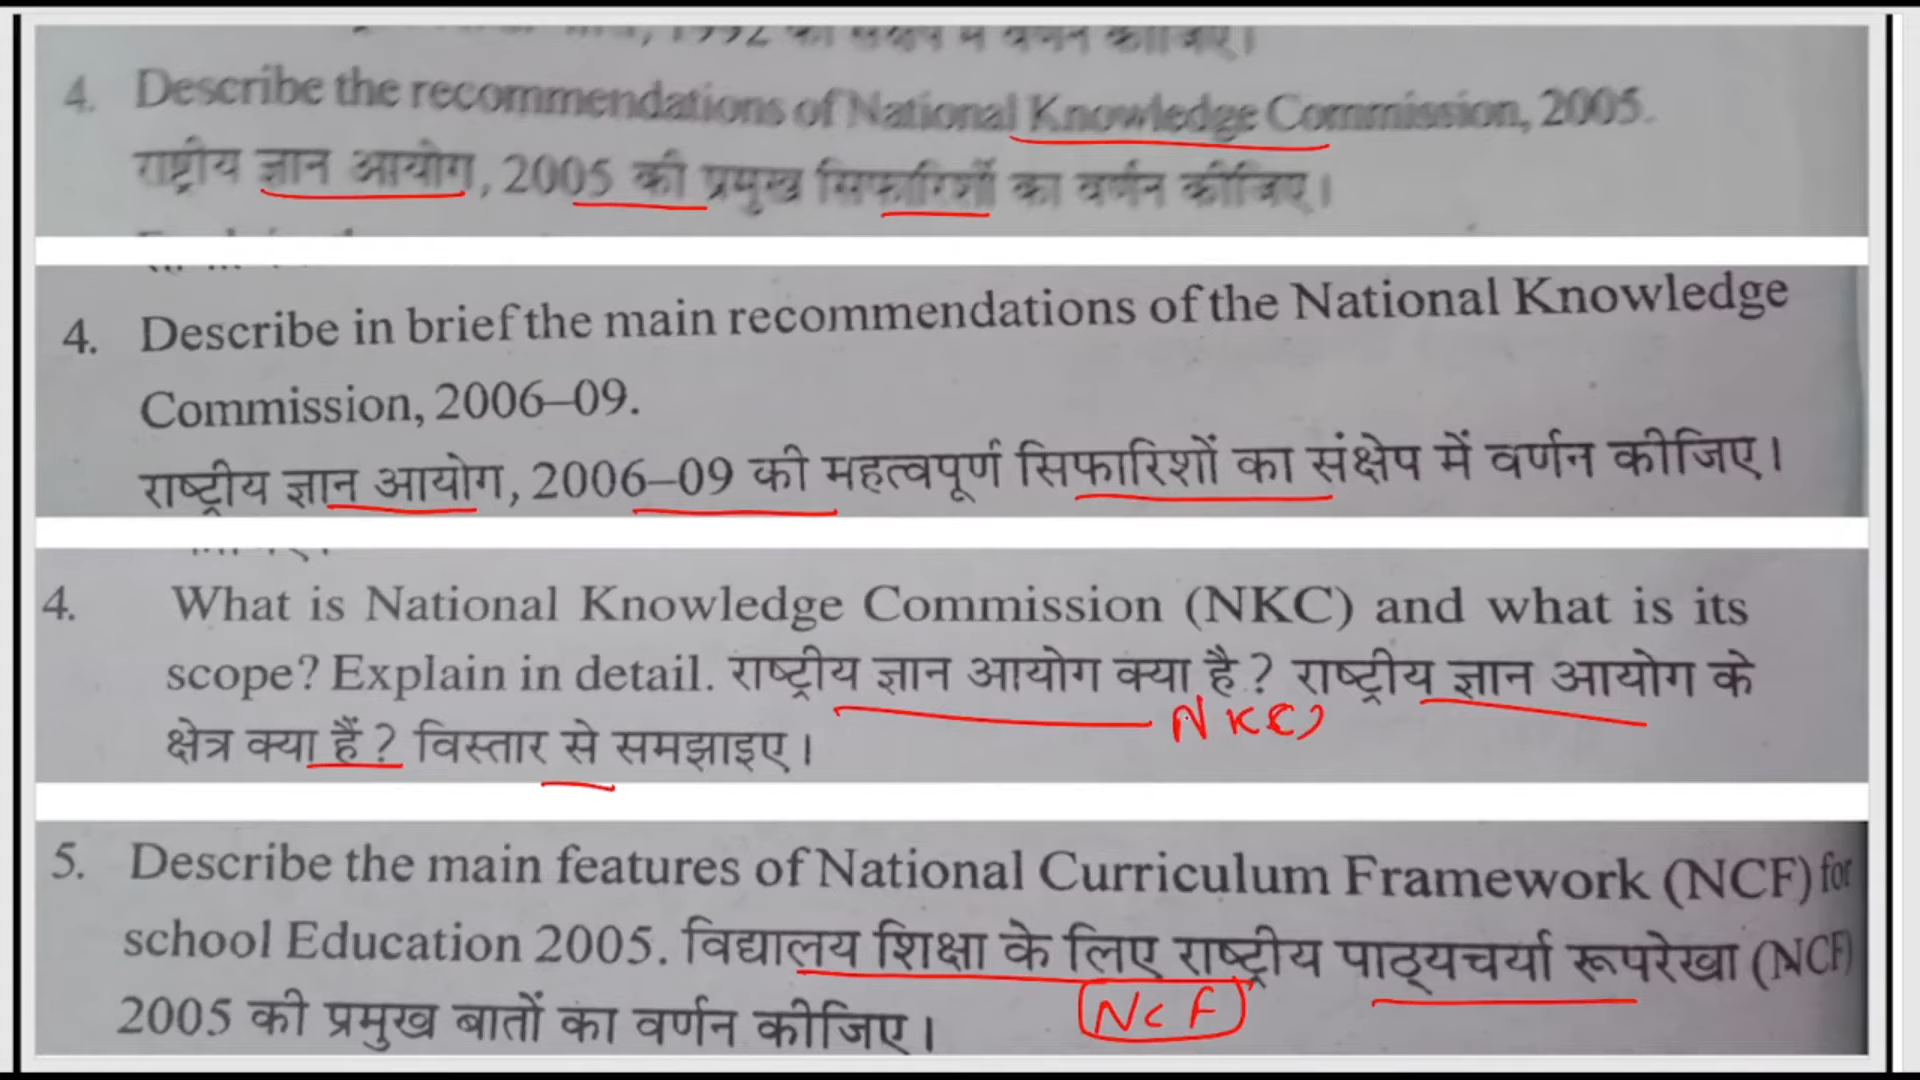 1992 का संक्षेप में वर्णन कीजिए।
4. Describe the recommendations of National Knowledge Commission, 2005.
राष्ट्रीय ज्ञान आयोग, 2005 की प्रमुख सिफारिशों का वर्णन कीजिए।
4. Describe in brief the main recommendations of the National Knowledge
Commission, 2006–09.
राष्ट्रीय ज्ञान आयोग, 2006–09 की महत्वपूर्ण सिफारिशों का संक्षेप में वर्णन कीजिए।
4. What is National Knowledge Commission (NKC) and what is its
scope? Explain in detail. राष्ट्रीय ज्ञान आयोग क्या है? राष्ट्रीय ज्ञान आयोग के
NKC
क्षेत्र क्या हैं? विस्तार से समझाइए।
5. Describe the main features of National Curriculum Framework (NCF) for
school Education 2005. विद्यालय शिक्षा के लिए राष्ट्रीय पाठ्यचर्या रूपरेखा (NCF)
2005 की प्रमुख बातों का वर्णन कीजिए।
NCF